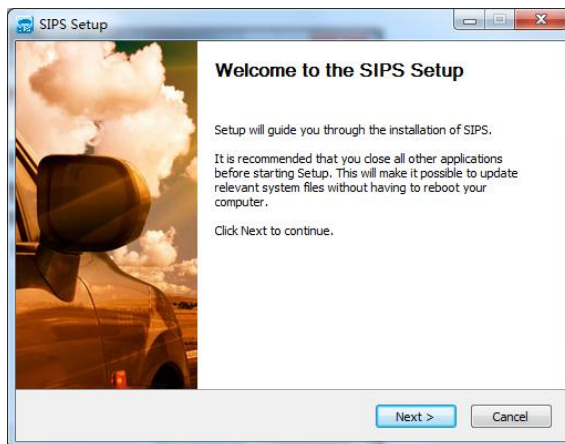 SIPS Setup
Welcome to the SIPS Setup
Setup will guide you through the installation of SIPS.
It is recommended that you close all other applications
before starting Setup. This will make it possible to update
relevant system files without having to reboot your
computer.
Click Next to continue.
Next >
Cancel